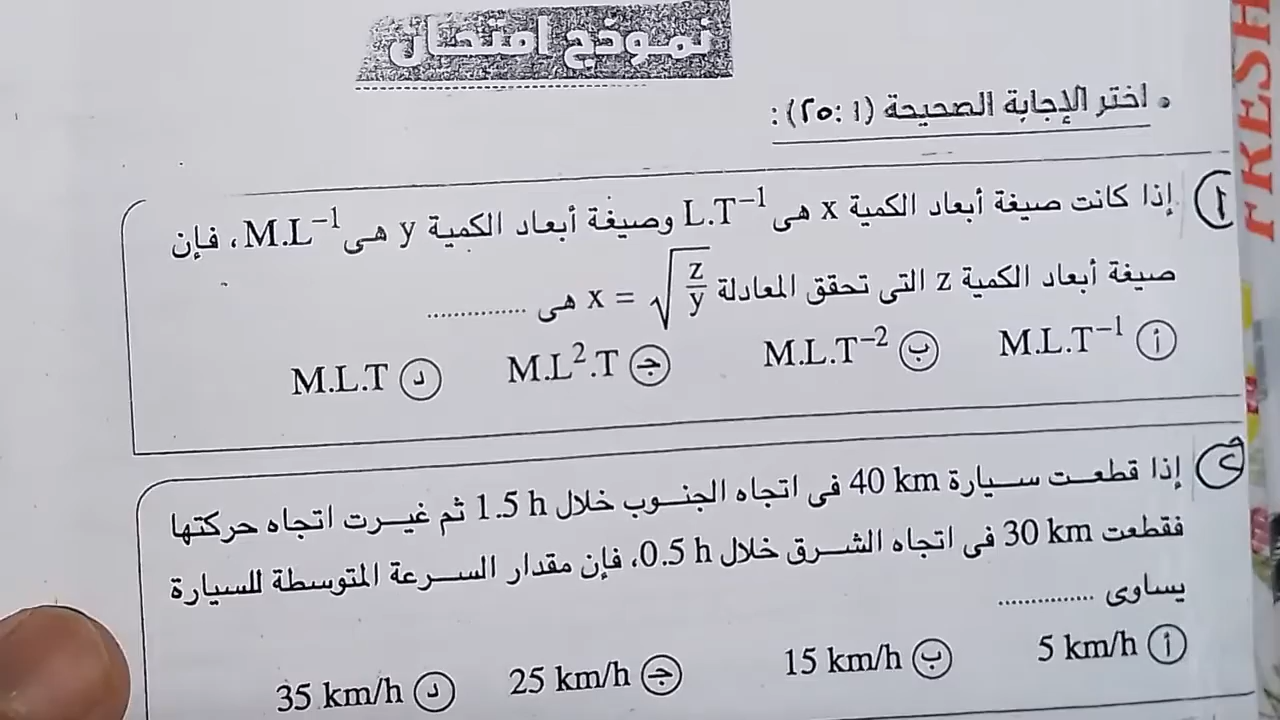 نموذج امتحان
• اختر الإجابة الصحيحة (١ : ٢٥) :
١ إذا كانت صيغة أبعاد الكمية x هى L.T⁻¹ وصيغة أبعاد الكمية y هى M.L⁻¹ ، فإن
صيغة أبعاد الكمية z التى تحقق المعادلة x = √(z/y) هى ...............
أ M.L.T⁻¹ ب M.L.T⁻² ج M.L².T د M.L.T
٢ إذا قطعت سيارة 40 km فى اتجاه الجنوب خلال 1.5 h ثم غيرت اتجاه حركتها
فقطعت 30 km فى اتجاه الشرق خلال 0.5 h، فإن مقدار السرعة المتوسطة للسيارة
يساوى ...............
أ 5 km/h ب 15 km/h ج 25 km/h د 35 km/h
FRESH